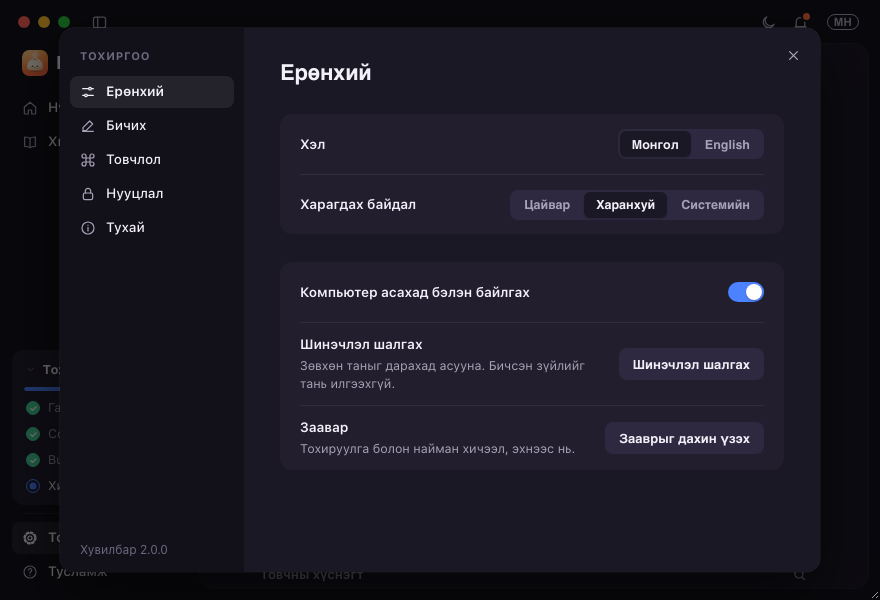 MH
ТОХИРГОО
Ерөнхий
Бичих
Товчлол
Нууцлал
Тухай
Хувилбар 2.0.0
Ерөнхий
Хэл
Монгол
English
Харагдах байдал
Цайвар
Харанхуй
Системийн
Компьютер асахад бэлэн байлгах
Шинэчлэл шалгах
Зөвхөн таныг дарахад асууна. Бичсэн зүйлийг
тань илгээхгүй.
Шинэчлэл шалгах
Заавар
Тохируулга болон найман хичээл, эхнээс нь.
Зааврыг дахин үзэх
Тусламж
Товчны хүснэгт